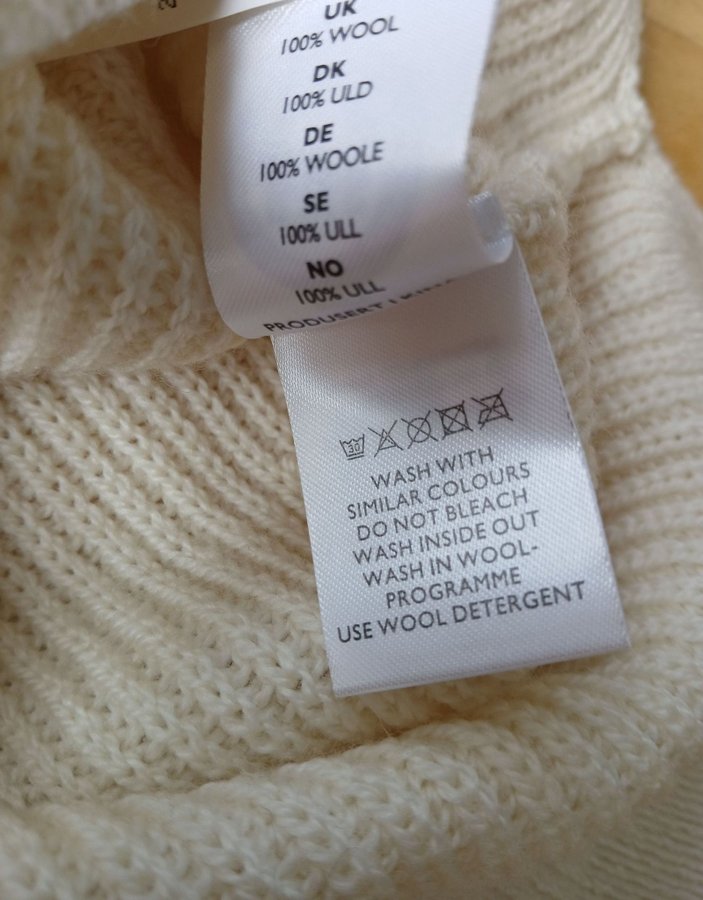 UK
100% WOOL
DK
100% ULD
DE
100% WOOLE
SE
100% ULL
NO
100% ULL
PRODUSERT I KINA
30
WASH WITH
SIMILAR COLOURS
DO NOT BLEACH
WASH INSIDE OUT
WASH IN WOOL-
PROGRAMME
USE WOOL DETERGENT